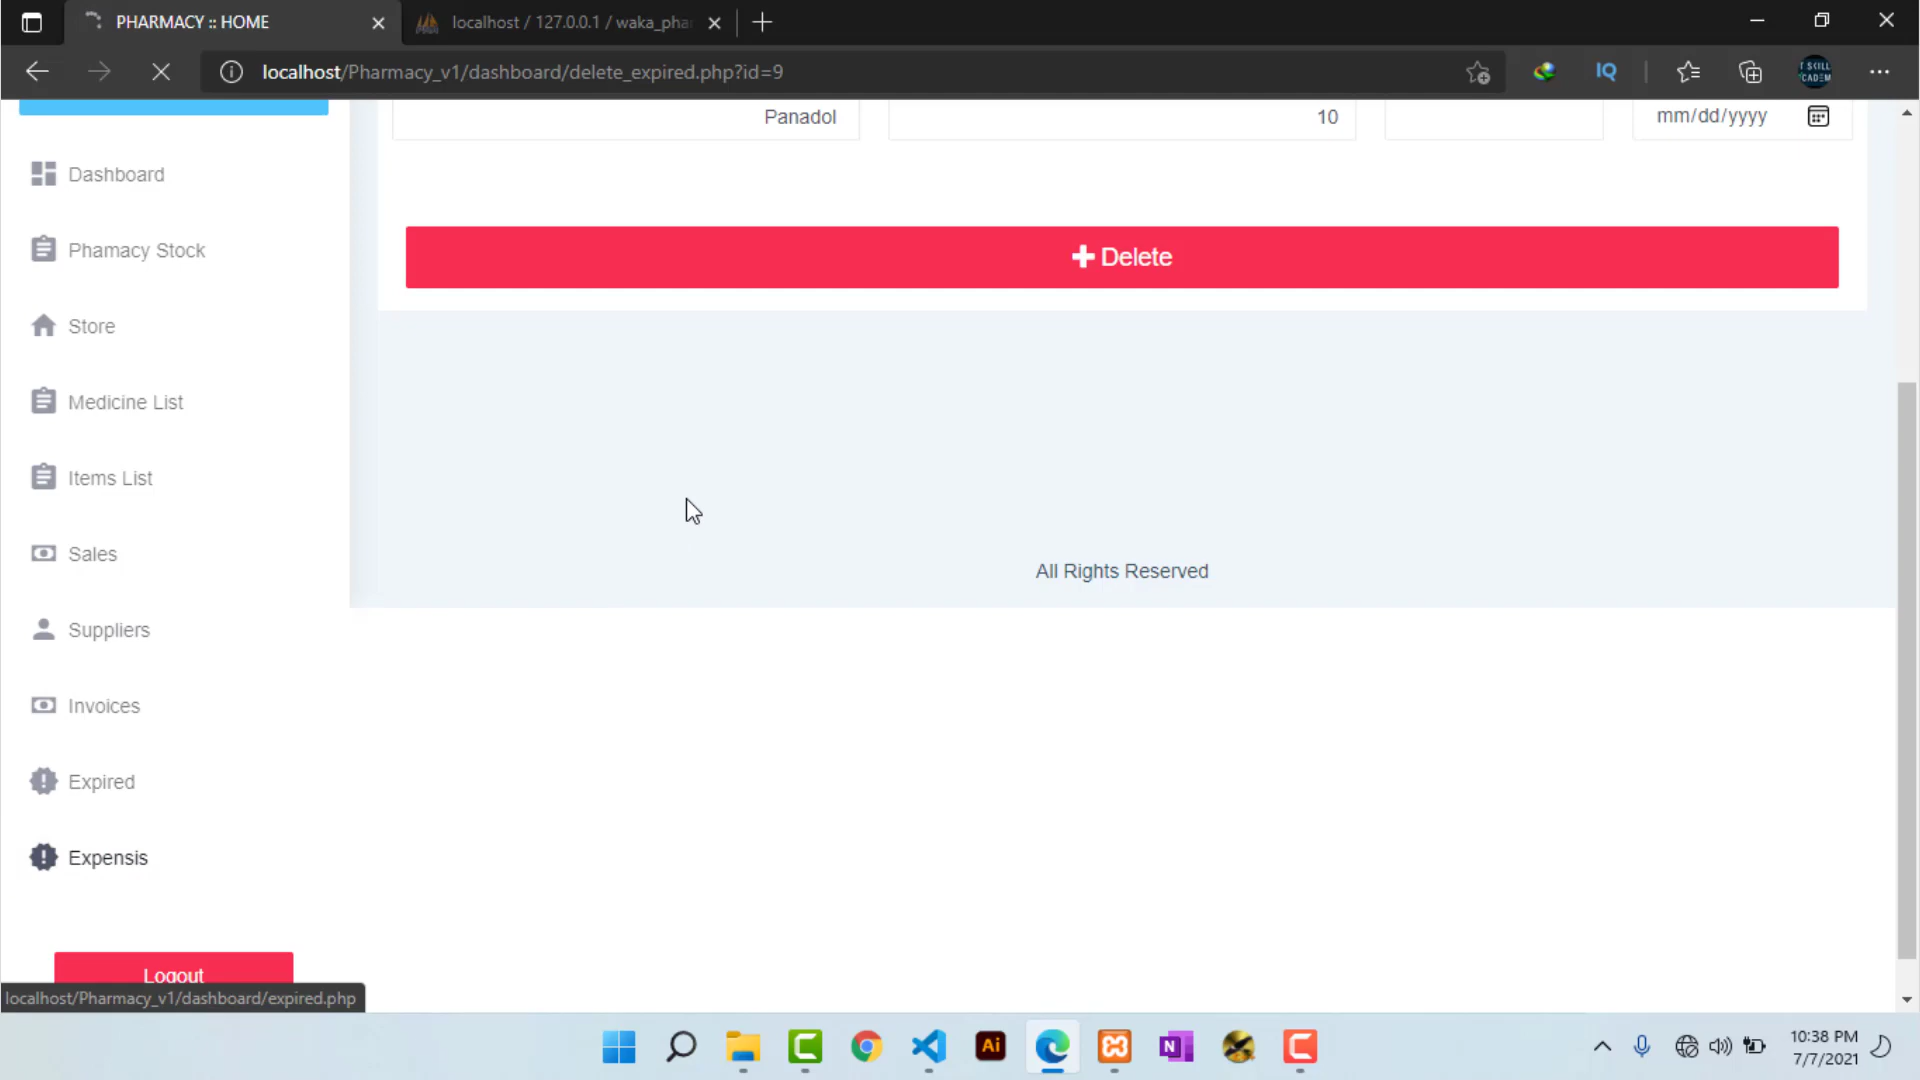 PHARMACY :: HOME
localhost / 127.0.0.1 / waka_phar
localhost/Pharmacy_v1/dashboard/delete_expired.php?id=9
IQ
Panadol
10
mm/dd/yyyy
Dashboard
Phamacy Stock
Delete
Store
Medicine List
Items List
Sales
All Rights Reserved
Suppliers
Invoices
Expired
Expensis
Logout
localhost/Pharmacy_v1/dashboard/expired.php
Ai
N
10:38 PM
7/7/2021